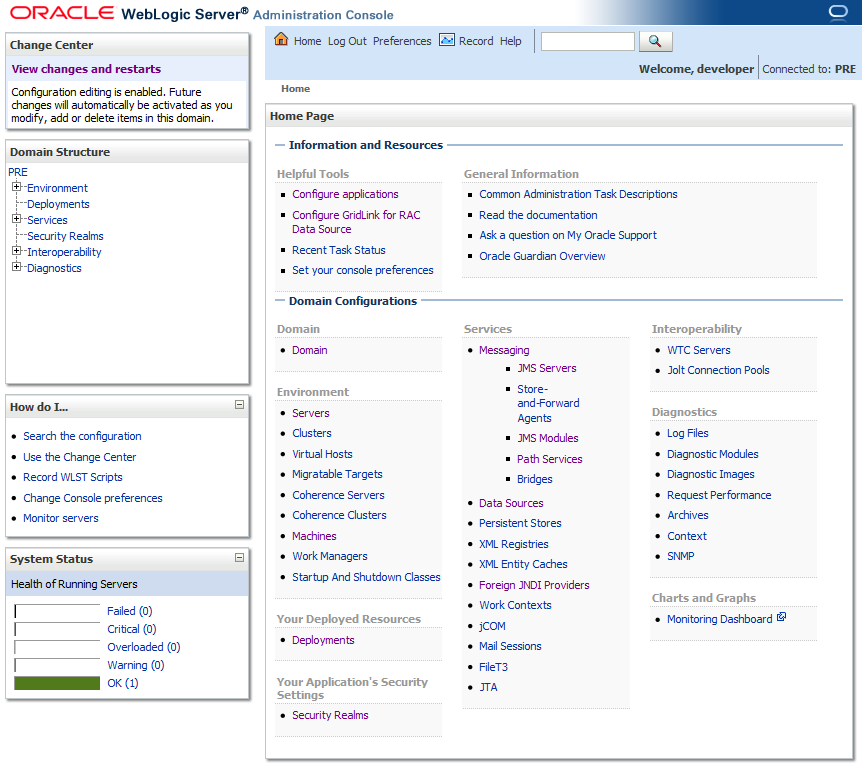 ORACLE WebLogic Server® Administration Console
Change Center
View changes and restarts
Configuration editing is enabled. Future
changes will automatically be activated as you
modify, add or delete items in this domain.
Domain Structure
PRE
Environment
Deployments
Services
Security Realms
Interoperability
Diagnostics
How do I...
Search the configuration
Use the Change Center
Record WLST Scripts
Change Console preferences
Monitor servers
System Status
Health of Running Servers
Failed (0)
Critical (0)
Overloaded (0)
Warning (0)
OK (1)
Home Log Out Preferences Record Help
Welcome, developer Connected to: PRE
Home
Home Page
Information and Resources
Helpful Tools
Configure applications
Configure GridLink for RAC
Data Source
Recent Task Status
Set your console preferences
General Information
Common Administration Task Descriptions
Read the documentation
Ask a question on My Oracle Support
Oracle Guardian Overview
Domain Configurations
Domain
Domain
Environment
Servers
Clusters
Virtual Hosts
Migratable Targets
Coherence Servers
Coherence Clusters
Machines
Work Managers
Startup And Shutdown Classes
Your Deployed Resources
Deployments
Your Application's Security
Settings
Security Realms
Services
Messaging
JMS Servers
Store-
and-Forward
Agents
JMS Modules
Path Services
Bridges
Data Sources
Persistent Stores
XML Registries
XML Entity Caches
Foreign JNDI Providers
Work Contexts
jCOM
Mail Sessions
FileT3
JTA
Interoperability
WTC Servers
Jolt Connection Pools
Diagnostics
Log Files
Diagnostic Modules
Diagnostic Images
Request Performance
Archives
Context
SNMP
Charts and Graphs
Monitoring Dashboard